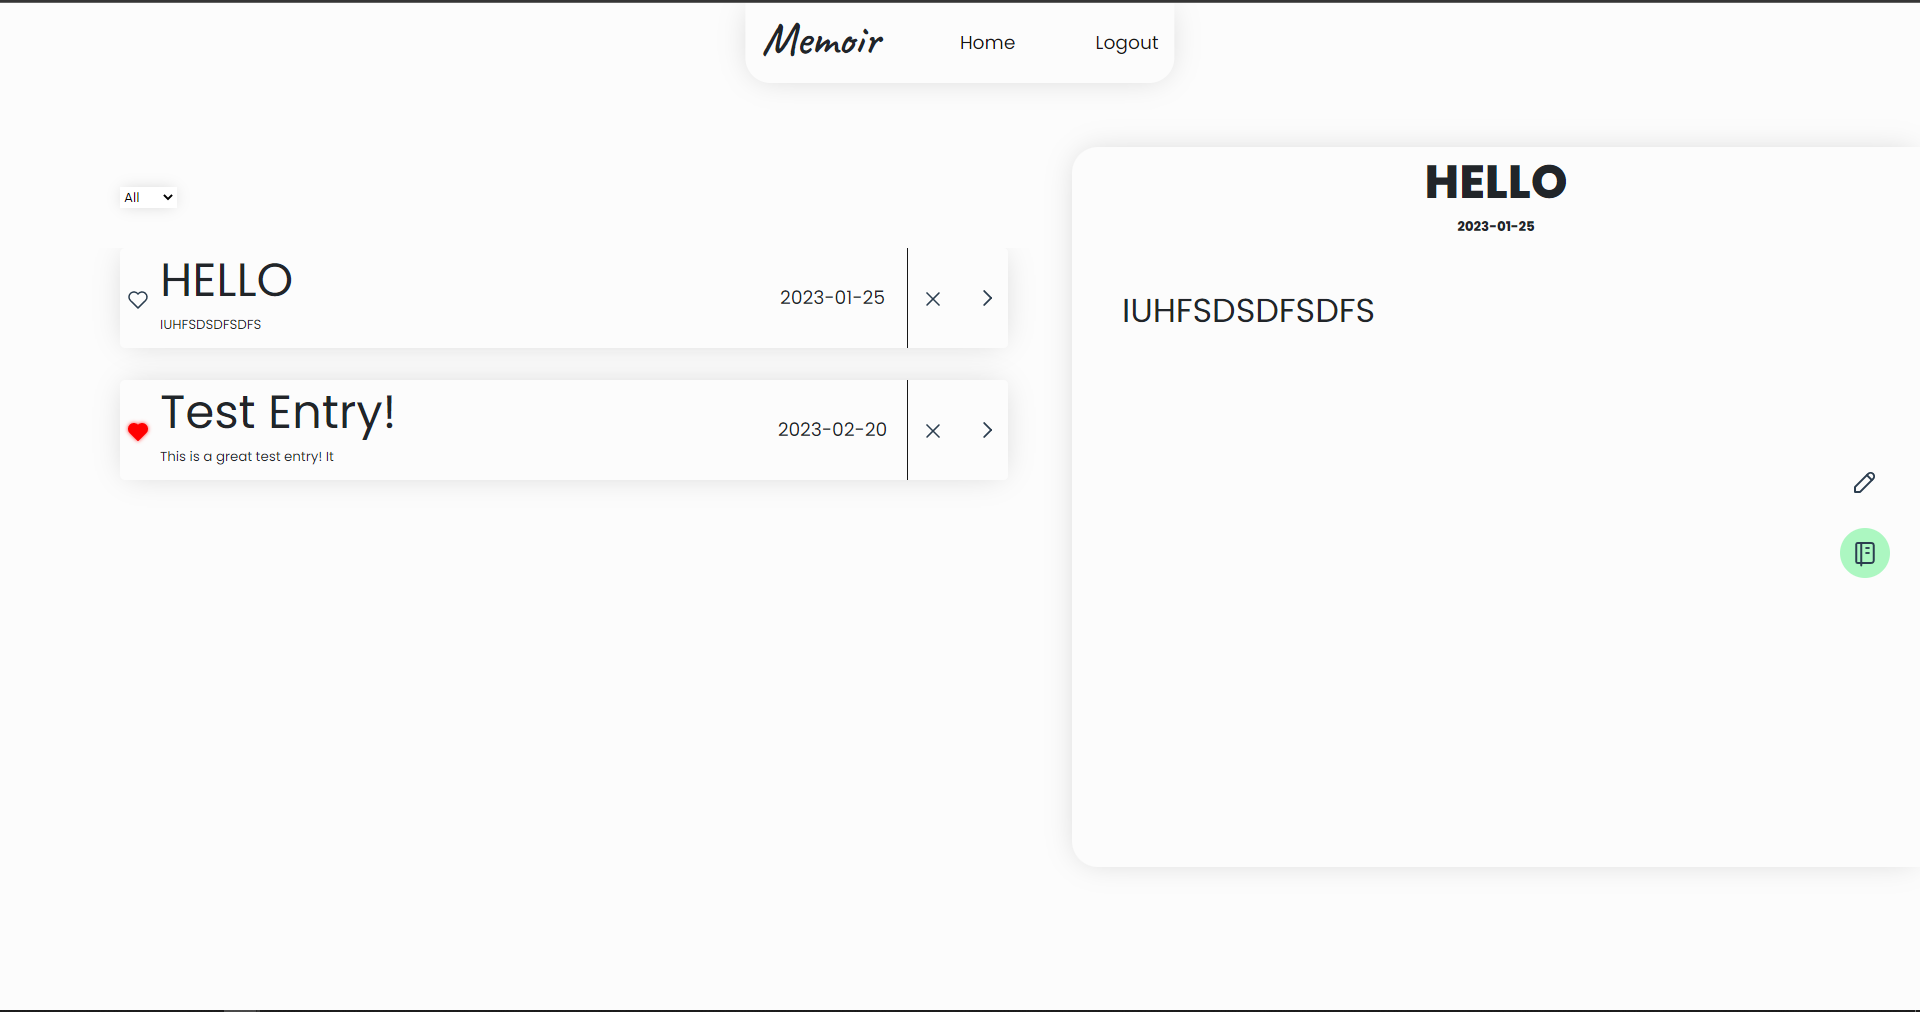 Memoir Home Logout
All
HELLO
IUHFSDSDFSDFS
2023-01-25
Test Entry!
This is a great test entry! It
2023-02-20
HELLO
2023-01-25
IUHFSDSDFSDFS